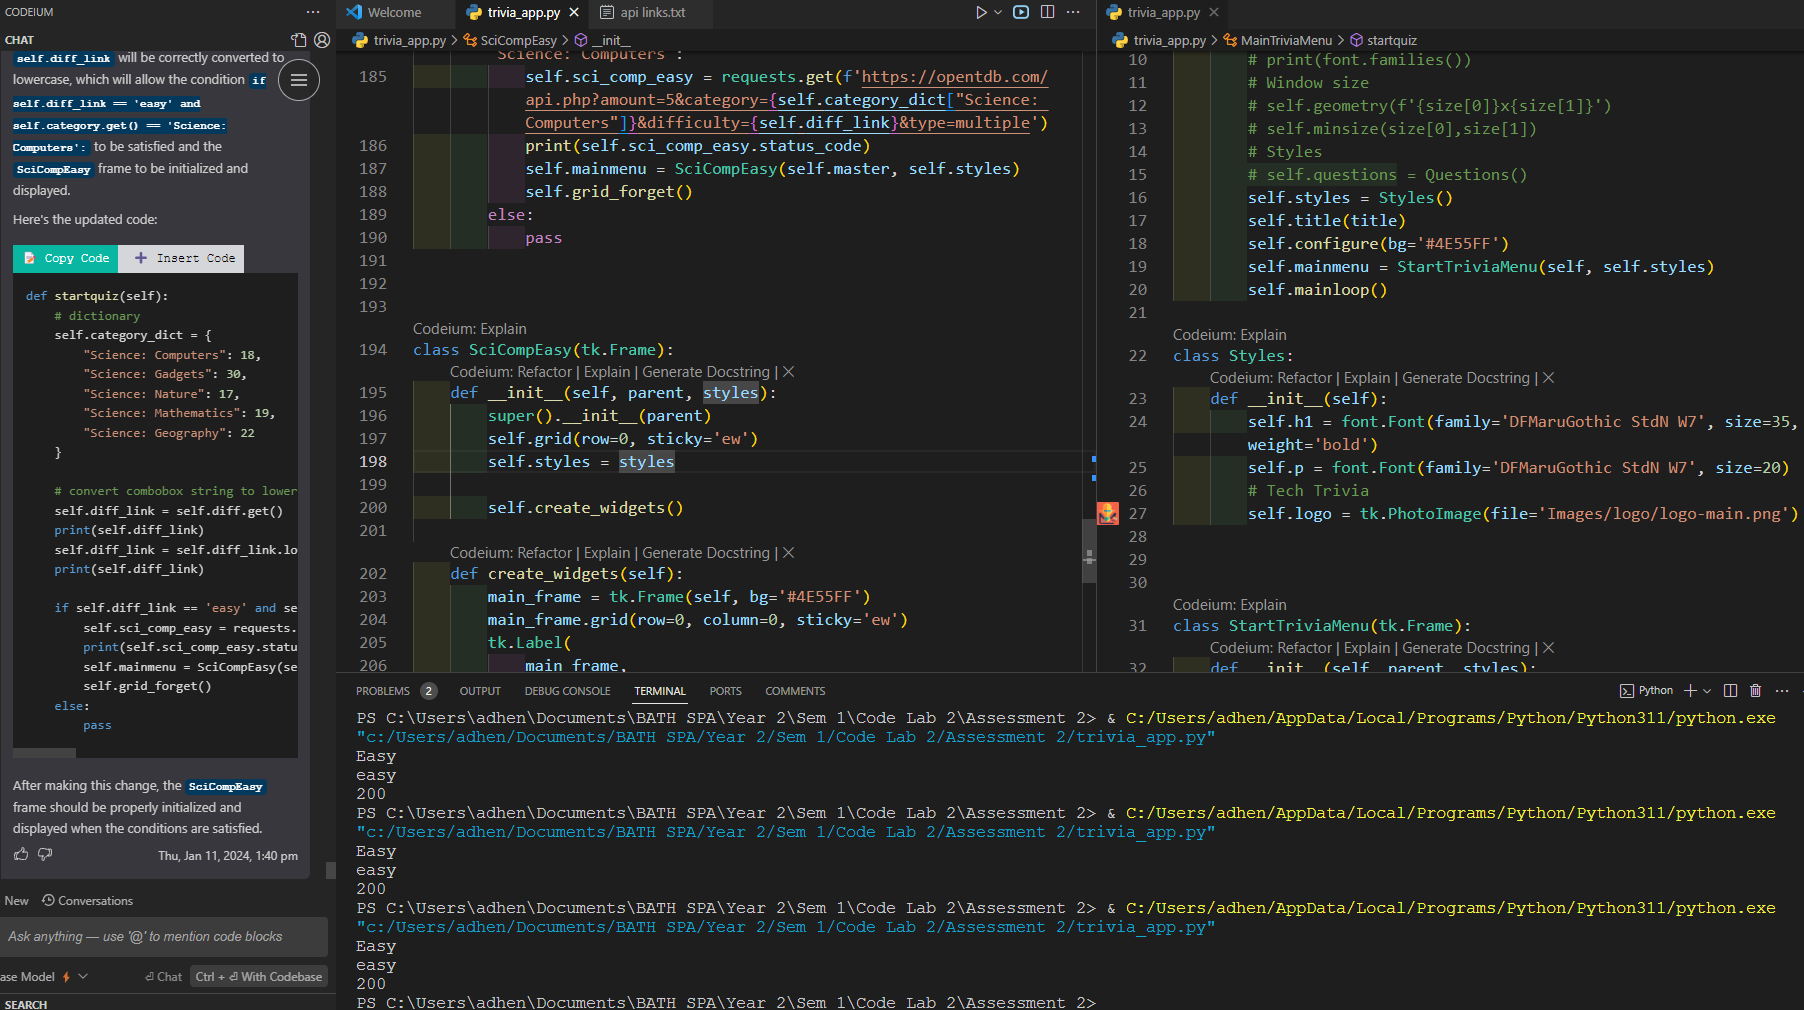 CODEIUM
CHAT
self.diff_link will be correctly converted to
lowercase, which will allow the condition if
self.diff_link == 'easy' and
self.category.get() == 'Science:
Computers': to be satisfied and the
SciCompEasy frame to be initialized and
displayed.
Here's the updated code:
Copy Code
Insert Code
def startquiz(self):
# dictionary
self.category_dict = {
"Science: Computers": 18,
"Science: Gadgets": 30,
"Science: Nature": 17,
"Science: Mathematics": 19,
"Science: Geography": 22
}
# convert combobox string to lower
self.diff_link = self.diff.get()
print(self.diff_link)
self.diff_link = self.diff_link.lo
print(self.diff_link)
if self.diff_link == 'easy' and se
self.sci_comp_easy = requests.
print(self.sci_comp_easy.statu
self.mainmenu = SciCompEasy(se
self.grid_forget()
else:
pass
After making this change, the SciCompEasy
frame should be properly initialized and
displayed when the conditions are satisfied.
Thu, Jan 11, 2024, 1:40 pm
New
Conversations
Ask anything — use '@' to mention code blocks
ase Model
Chat
Ctrl + ⏎ With Codebase
SEARCH
Welcome
trivia_app.py
api links.txt
trivia_app.py > SciCompEasy > __init__
Science: Computers :
185 self.sci_comp_easy = requests.get(f'https://opentdb.com/
api.php?amount=5&category={self.category_dict["Science:
Computers"]}&difficulty={self.diff_link}&type=multiple')
186 print(self.sci_comp_easy.status_code)
187 self.mainmenu = SciCompEasy(self.master, self.styles)
188 self.grid_forget()
189 else:
190 pass
191
192
193
Codeium: Explain
194 class SciCompEasy(tk.Frame):
Codeium: Refactor | Explain | Generate Docstring | ✕
195 def __init__(self, parent, styles):
196 super().__init__(parent)
197 self.grid(row=0, sticky='ew')
198 self.styles = styles
199
200 self.create_widgets()
201
Codeium: Refactor | Explain | Generate Docstring | ✕
202 def create_widgets(self):
203 main_frame = tk.Frame(self, bg='#4E55FF')
204 main_frame.grid(row=0, column=0, sticky='ew')
205 tk.Label(
206 main_frame,
trivia_app.py
trivia_app.py > MainTriviaMenu > startquiz
10 # print(font.families())
11 # Window size
12 # self.geometry(f'{size[0]}x{size[1]}')
13 # self.minsize(size[0],size[1])
14 # Styles
15 # self.questions = Questions()
16 self.styles = Styles()
17 self.title(title)
18 self.configure(bg='#4E55FF')
19 self.mainmenu = StartTriviaMenu(self, self.styles)
20 self.mainloop()
21
Codeium: Explain
22 class Styles:
Codeium: Refactor | Explain | Generate Docstring | ✕
23 def __init__(self):
24 self.h1 = font.Font(family='DFMaruGothic StdN W7', size=35,
weight='bold')
25 self.p = font.Font(family='DFMaruGothic StdN W7', size=20)
26 # Tech Trivia
27 self.logo = tk.PhotoImage(file='Images/logo/logo-main.png')
28
29
30
Codeium: Explain
31 class StartTriviaMenu(tk.Frame):
Codeium: Refactor | Explain | Generate Docstring | ✕
32 def __init__(self, parent, styles):
PROBLEMS 2 OUTPUT DEBUG CONSOLE TERMINAL PORTS COMMENTS
Python
PS C:\Users\adhen\Documents\BATH SPA\Year 2\Sem 1\Code Lab 2\Assessment 2> & C:/Users/adhen/AppData/Local/Programs/Python/Python311/python.exe
"c:/Users/adhen/Documents/BATH SPA/Year 2/Sem 1/Code Lab 2/Assessment 2/trivia_app.py"
Easy
easy
200
PS C:\Users\adhen\Documents\BATH SPA\Year 2\Sem 1\Code Lab 2\Assessment 2> & C:/Users/adhen/AppData/Local/Programs/Python/Python311/python.exe
"c:/Users/adhen/Documents/BATH SPA/Year 2/Sem 1/Code Lab 2/Assessment 2/trivia_app.py"
Easy
easy
200
PS C:\Users\adhen\Documents\BATH SPA\Year 2\Sem 1\Code Lab 2\Assessment 2> & C:/Users/adhen/AppData/Local/Programs/Python/Python311/python.exe
"c:/Users/adhen/Documents/BATH SPA/Year 2/Sem 1/Code Lab 2/Assessment 2/trivia_app.py"
Easy
easy
200
PS C:\Users\adhen\Documents\BATH SPA\Year 2\Sem 1\Code Lab 2\Assessment 2>